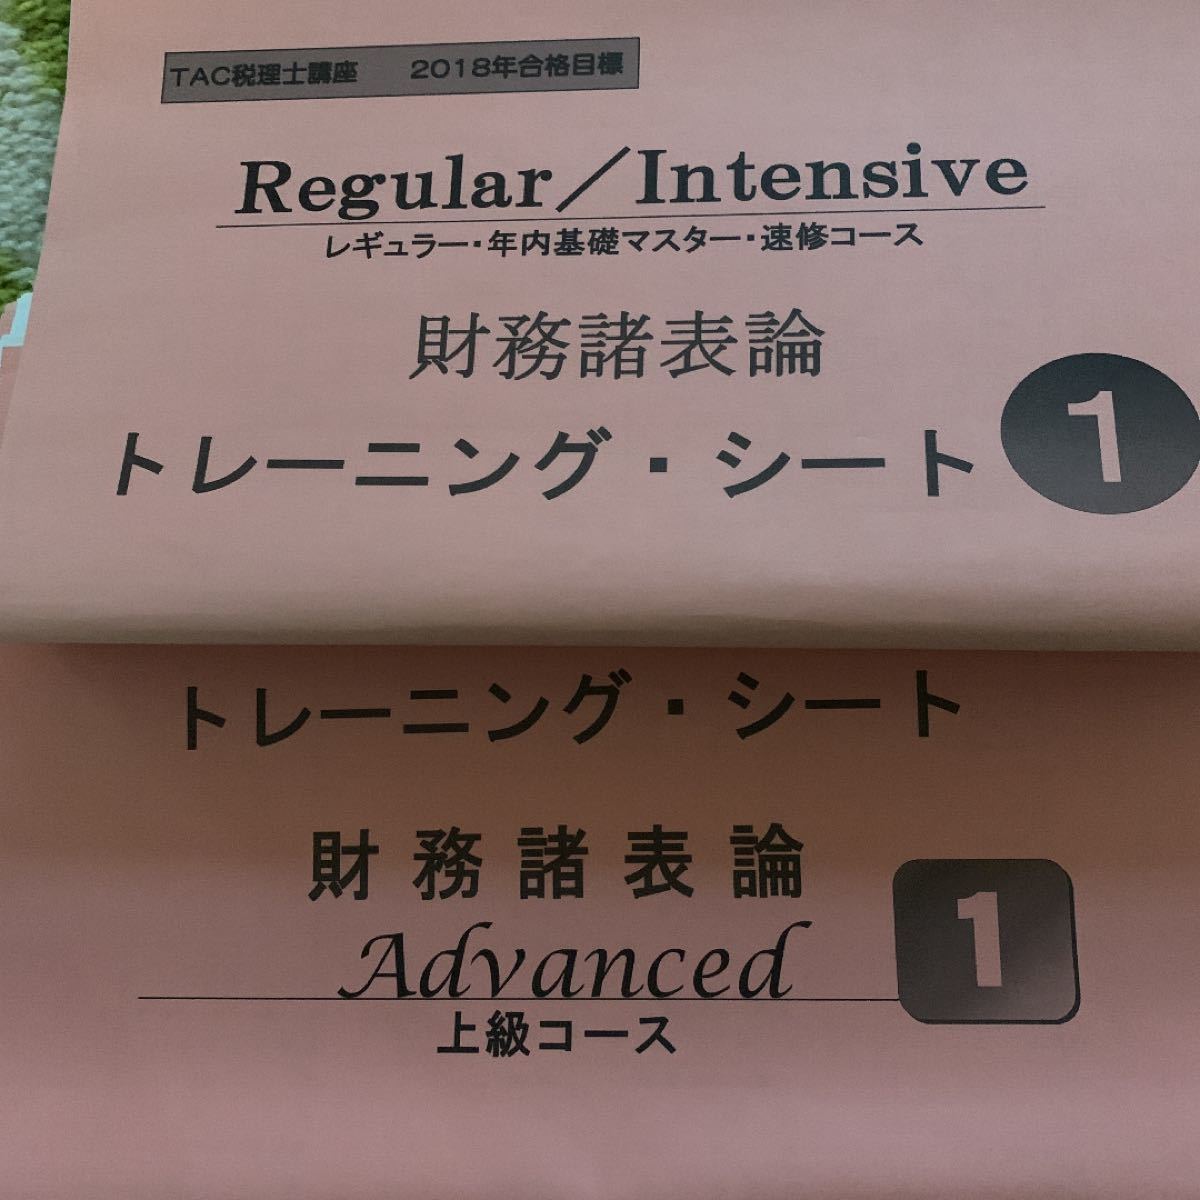 TAC税理士講座 2018年合格目標
Regular／Intensive
レギュラー・年内基礎マスター・速修コース
財務諸表論
トレーニング・シート 1
トレーニング・シート
財務諸表論
Advanced 1
上級コース